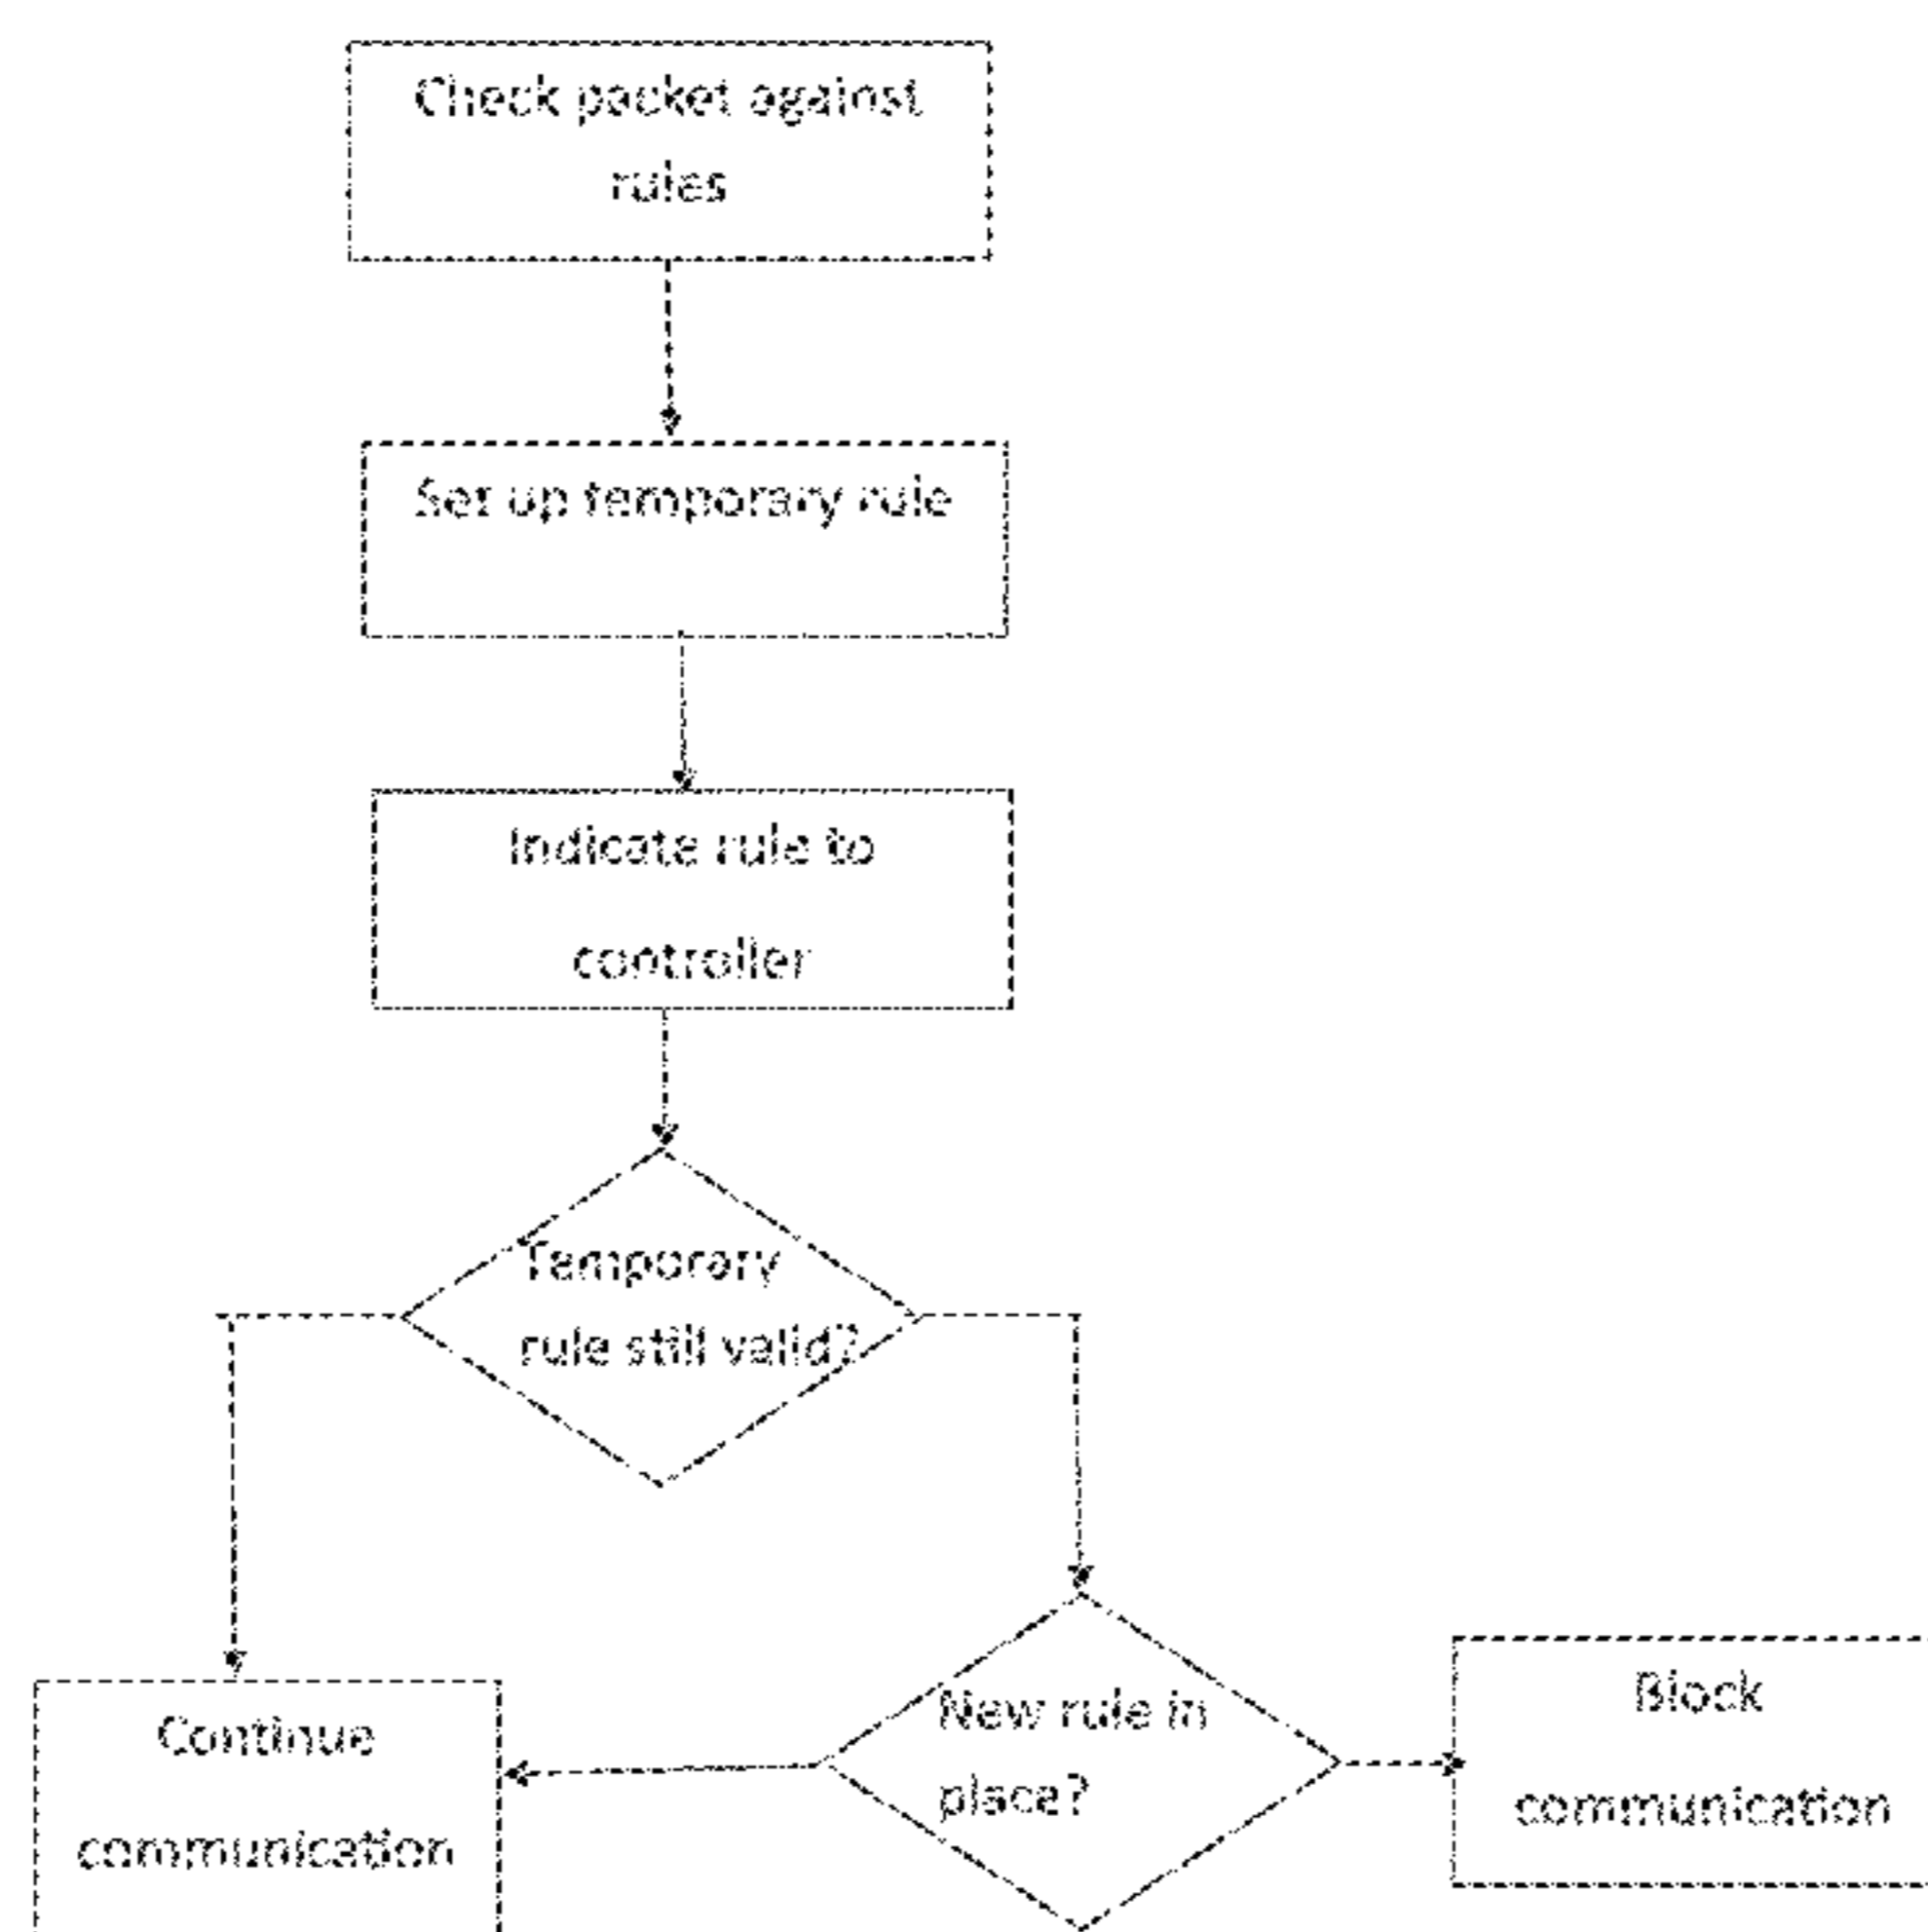 Check packet against
rules
Set up temporary rule
Indicate rule to
controller
Temporary
rule still valid?
New rule in
place?
Block
communication
Continue
communication